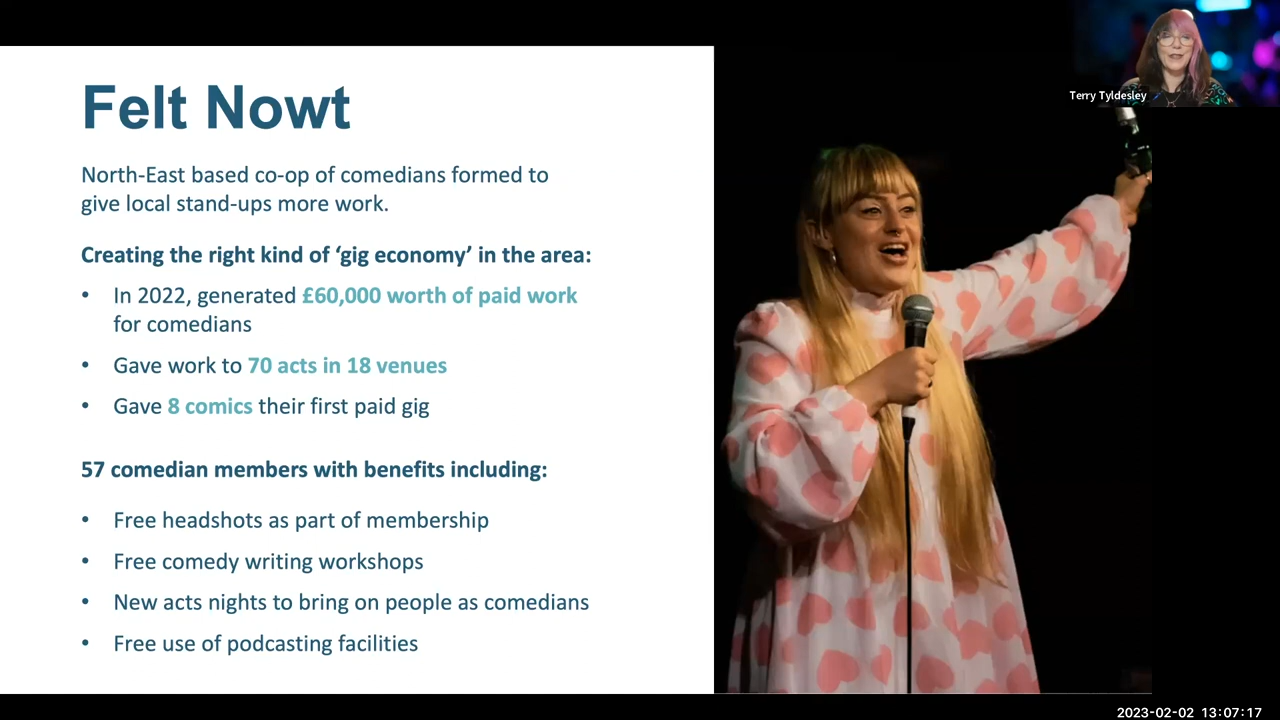 Felt Nowt
North-East based co-op of comedians formed to
give local stand-ups more work.
Creating the right kind of ‘gig economy’ in the area:
• In 2022, generated £60,000 worth of paid work
for comedians
• Gave work to 70 acts in 18 venues
• Gave 8 comics their first paid gig
57 comedian members with benefits including:
• Free headshots as part of membership
• Free comedy writing workshops
• New acts nights to bring on people as comedians
• Free use of podcasting facilities
Terry Tyldesley
2023-02-02 13:07:17